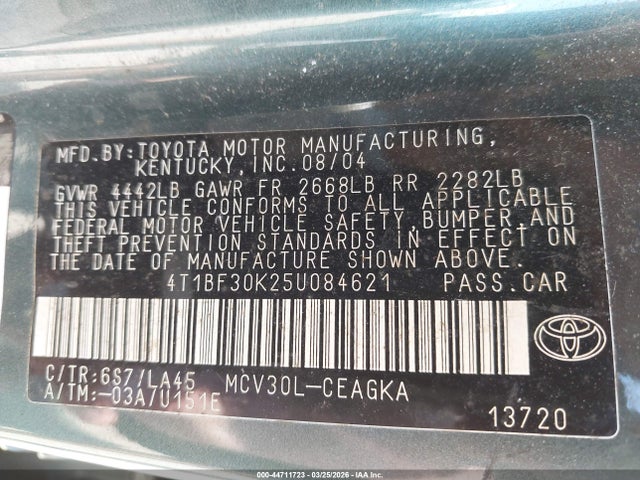 MFD.BY:TOYOTA MOTOR MANUFACTURING,
KENTUCKY, INC. 08/04
GVWR 4442LB GAWR FR 2668LB RR 2282LB
THIS VEHICLE CONFORMS TO ALL APPLICABLE
FEDERAL MOTOR VEHICLE SAFETY, BUMPER, AND
THEFT PREVENTION STANDARDS IN EFFECT ON
THE DATE OF MANUFACTURE SHOWN ABOVE.
4T1BF30K25U084621 PASS.CAR
C/TR:6S7/LA45 MCV30L-CEAGKA
A/TM:-03A/U151E
13720
000-44711723 - 03/25/2026 - IAAI.CA